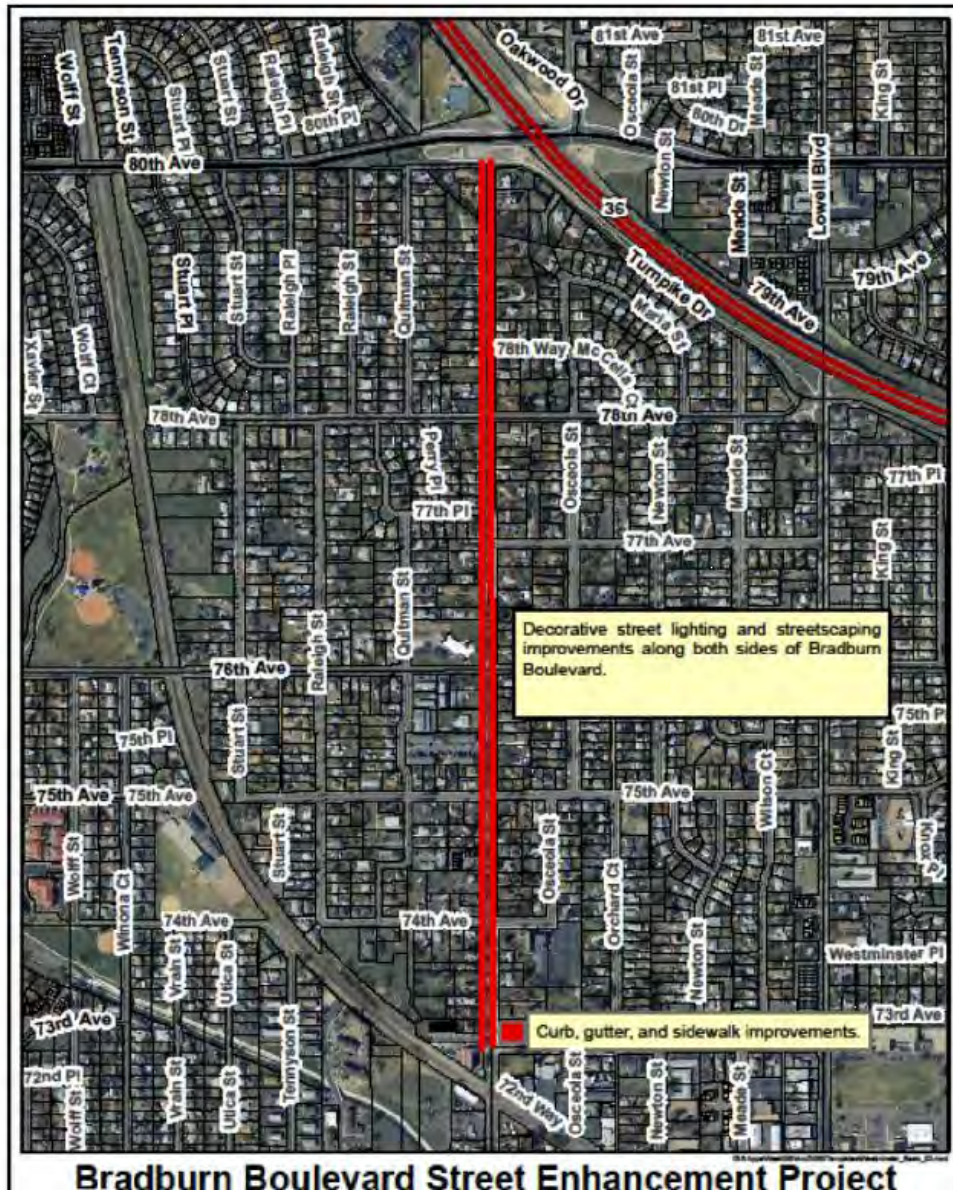 Wolff St
Tennyson St
Stuart Pl
Stuart St
Raleigh Pl
Raleigh St
80th Pl
Oakwood Dr
81st Ave
81st Ave
Osceola St
81st Pl
80th Dr
Meade St
King St
80th Ave
Newton St
Meade St
Lowell Blvd
36
Turnpike Dr
79th Ave
79th Ave
Xavier St
Wolff Ct
Stuart Pl
Stuart St
Raleigh Pl
Raleigh St
Quitman St
78th Way
McCella Ct
Maria St
78th Ave
78th Ave
Perry Pl
77th Pl
Osceola St
Newton St
Meade St
77th Pl
77th Ave
King St
Raleigh St
Quitman St
Decorative street lighting and streetscaping
improvements along both sides of Bradburn
Boulevard.
76th Ave
Stuart St
75th Pl
75th Pl
King St
Wilson Ct
75th Ave
75th Ave
75th Ave
Wolff St
Winona Ct
Stuart St
Osceola St
Orchard Ct
Newton St
Knox
74th Ave
74th Ave
Vrain St
Utica St
Westminster Pl
73rd Ave
Curb, gutter, and sidewalk improvements.
73rd Ave
72nd Pl
Wolff St
Vrain St
Utica St
Tennyson St
72nd Way
Osceola St
Newton St
Meade St
Bradburn Boulevard Street Enhancement Project